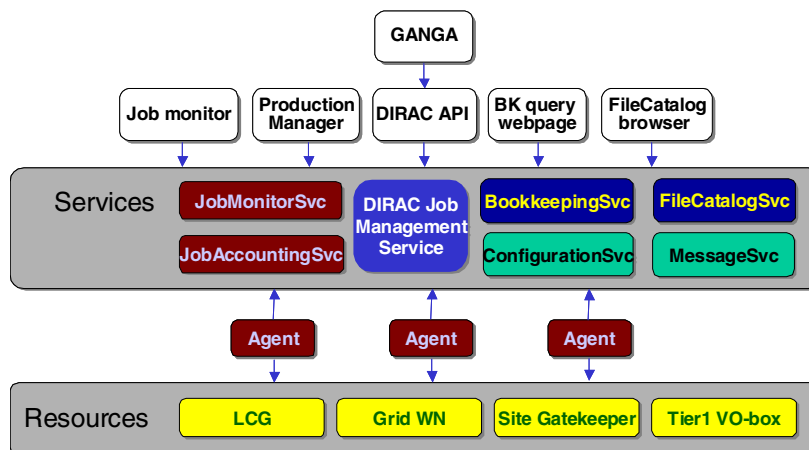 GANGA
Job monitor
Production
Manager
DIRAC API
BK query
webpage
FileCatalog
browser
Services
JobMonitorSvc
JobAccountingSvc
DIRAC Job
Management
Service
BookkeepingSvc
ConfigurationSvc
FileCatalogSvc
MessageSvc
Agent
Agent
Agent
Resources
LCG
Grid WN
Site Gatekeeper
Tier1 VO-box